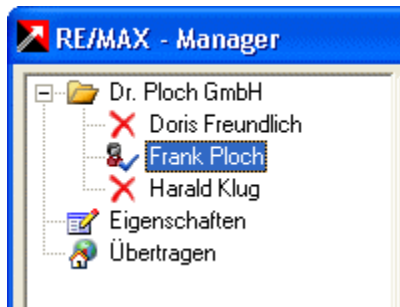 RE/MAX - Manager
Dr. Ploch GmbH
Doris Freundlich
Frank Ploch
Harald Klug
Eigenschaften
Übertragen